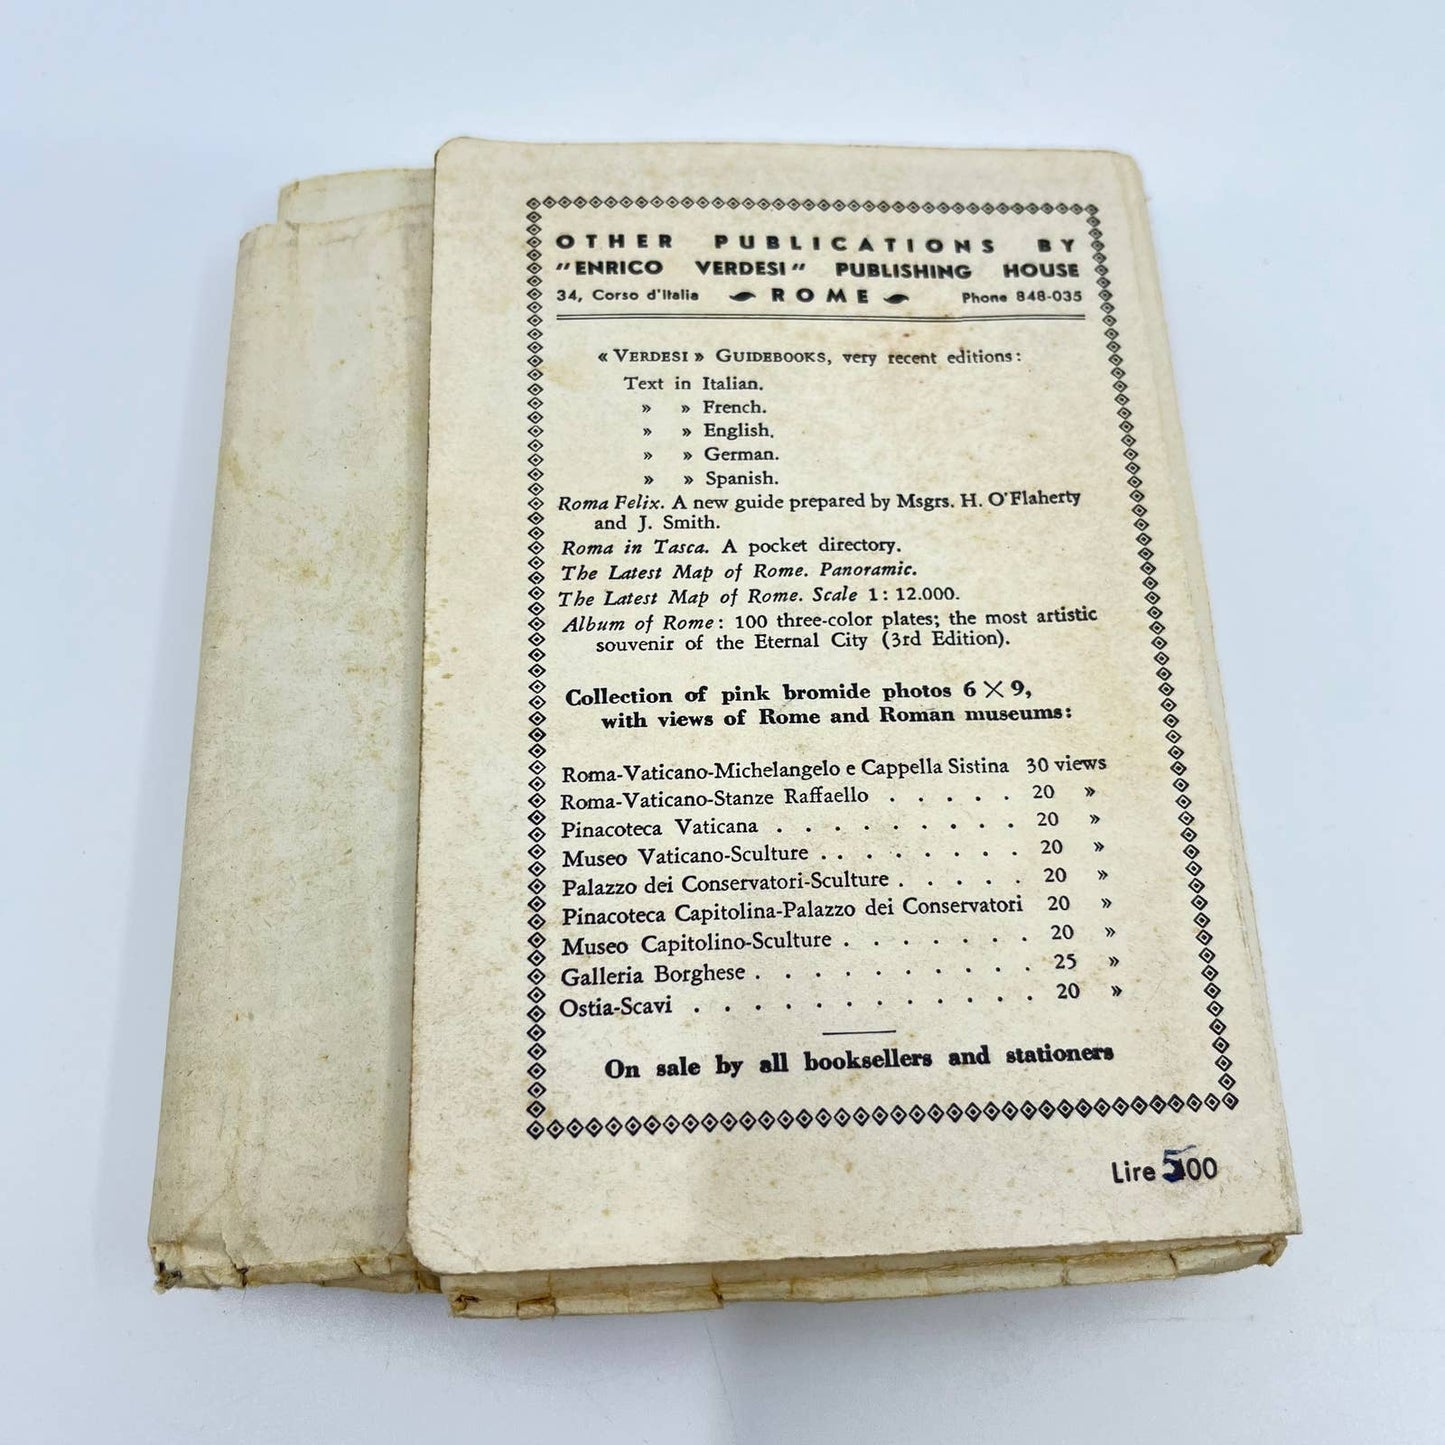 OTHER PUBLICATIONS BY
"ENRICO VERDESI" PUBLISHING HOUSE
34, Corso d'Italia ROME Phone 848-035
« VERDESI » GUIDEBOOKS, very recent editions:
Text in Italian.
» » French.
» » English.
» » German.
» » Spanish.
Roma Felix. A new guide prepared by Msgrs. H. O'Flaherty
and J. Smith.
Roma in Tasca. A pocket directory.
The Latest Map of Rome. Panoramic.
The Latest Map of Rome. Scale 1: 12.000.
Album of Rome: 100 three-color plates; the most artistic
souvenir of the Eternal City (3rd Edition).
Collection of pink bromide photos 6 × 9,
with views of Rome and Roman museums:
Roma-Vaticano-Michelangelo e Cappella Sistina 30 views
Roma-Vaticano-Stanze Raffaello . . . . . 20 »
Pinacoteca Vaticana . . . . . . . . . 20 »
Museo Vaticano-Sculture . . . . . . . . 20 »
Palazzo dei Conservatori-Sculture . . . . . 20 »
Pinacoteca Capitolina-Palazzo dei Conservatori 20 »
Museo Capitolino-Sculture . . . . . . . 20 »
Galleria Borghese . . . . . . . . . . 25 »
Ostia-Scavi . . . . . . . . . . . . 20 »
On sale by all booksellers and stationers
Lire 500